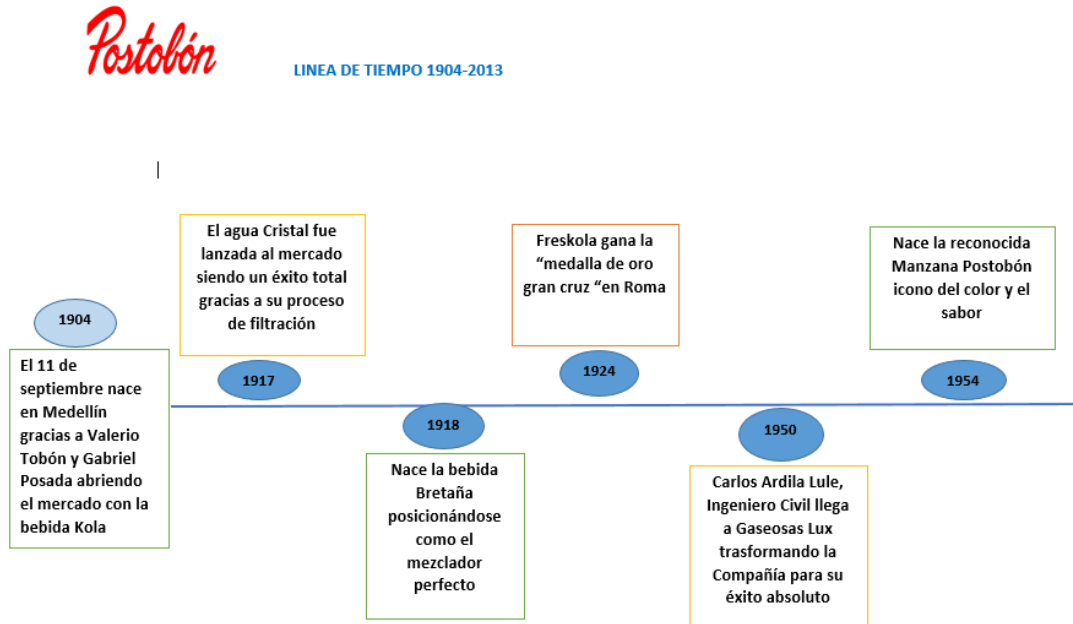 Postobón
LINEA DE TIEMPO 1904-2013
1904
El 11 de
septiembre nace
en Medellín
gracias a Valerio
Tobón y Gabriel
Posada abriendo
el mercado con la
bebida Kola
El agua Cristal fue
lanzada al mercado
siendo un éxito total
gracias a su proceso
de filtración
1917
1918
Nace la bebida
Bretaña
posicionándose
como el
mezclador
perfecto
Freskola gana la
“medalla de oro
gran cruz “en Roma
1924
1950
Carlos Ardila Lule,
Ingeniero Civil llega
a Gaseosas Lux
trasformando la
Compañía para su
éxito absoluto
Nace la reconocida
Manzana Postobón
icono del color y el
sabor
1954